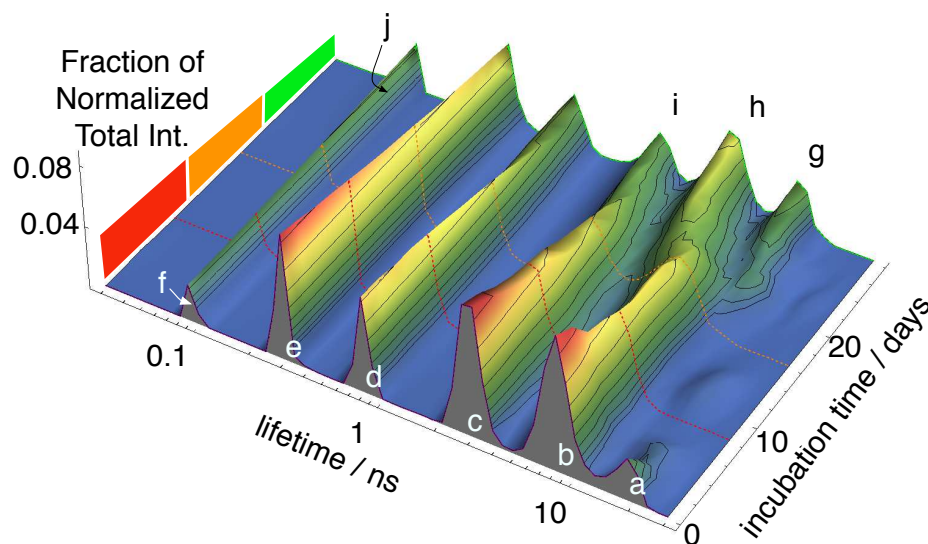 j
Fraction of
Normalized
Total Int.
i
h
g
0.08
0.04
f
0.1
e
d
c
b
a
1
10
lifetime / ns
0
10
20
incubation time / days